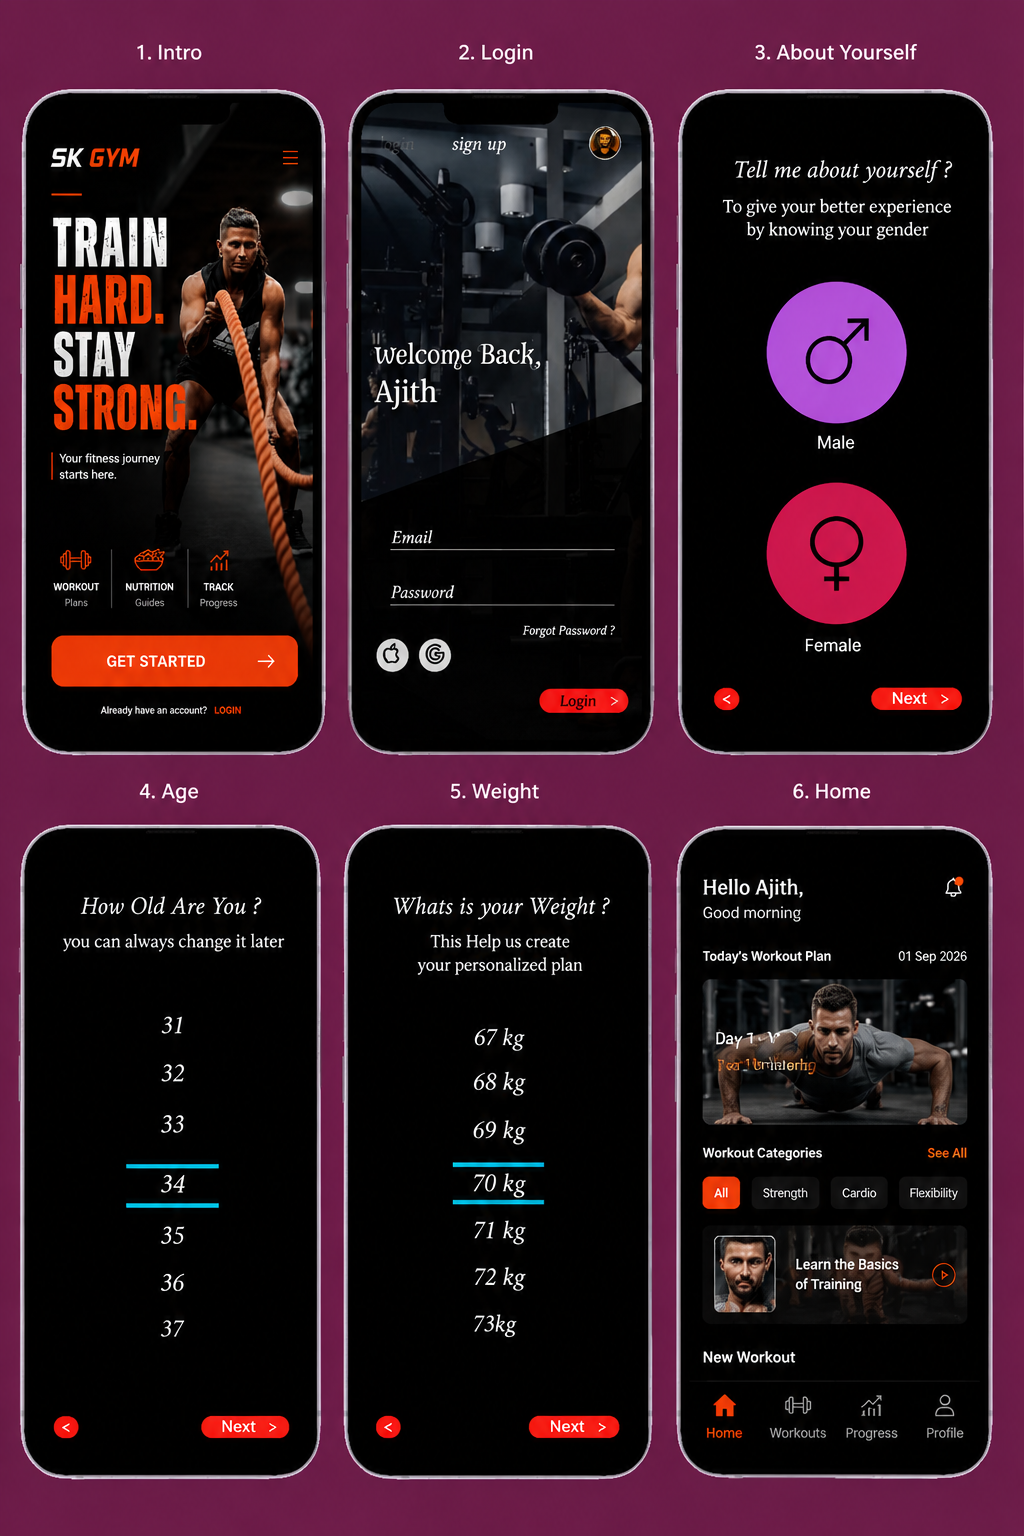 1. Intro
SK GYM
TRAIN
HARD.
STAY
STRONG.
Your fitness journey
starts here.
WORKOUT
Plans
NUTRITION
Guides
TRACK
Progress
GET STARTED
Already have an account? LOGIN
2. Login
login
sign up
Welcome Back,
Ajith
Email
Password
Forgot Password ?
G
Login >
3. About Yourself
Tell me about yourself ?
To give your better experience
by knowing your gender
Male
Female
<
Next >
4. Age
How Old Are You ?
you can always change it later
31
32
33
34
35
36
37
<
Next >
5. Weight
Whats is your Weight ?
This Help us create
your personalized plan
67 kg
68 kg
69 kg
70 kg
71 kg
72 kg
73kg
<
Next >
6. Home
Hello Ajith,
Good morning
Today's Workout Plan
01 Sep 2026
Day 1 -
Workout Categories
See All
All
Strength
Cardio
Flexibility
Learn the Basics
of Training
New Workout
Home
Workouts
Progress
Profile